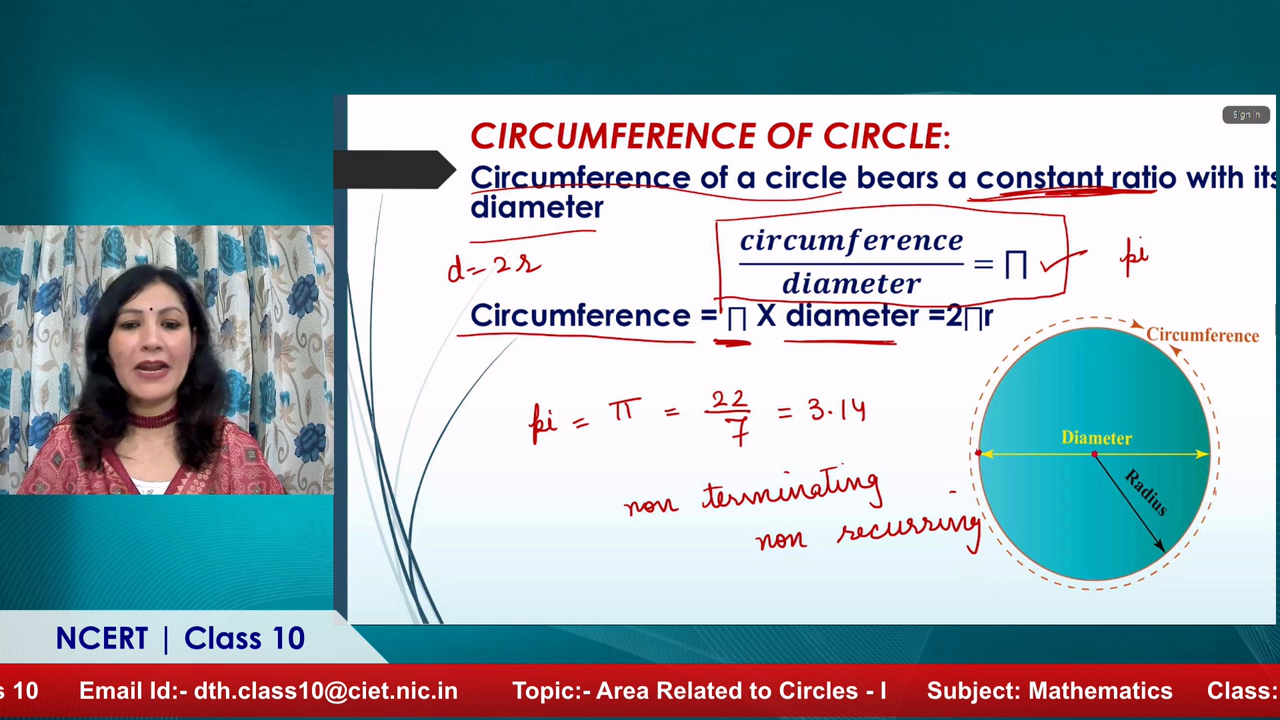 Sign in
CIRCUMFERENCE OF CIRCLE:
Circumference of a circle bears a constant ratio with its
diameter
d = 2r
circumference
diameter
= ∏
pi
Circumference = ∏ X diameter =2∏r
Circumference
pi = π = 22/7 = 3.14
Diameter
Radius
non terminating
non recurring
NCERT | Class 10
s 10 Email Id:- dth.class10@ciet.nic.in Topic:- Area Related to Circles - I Subject: Mathematics Class: